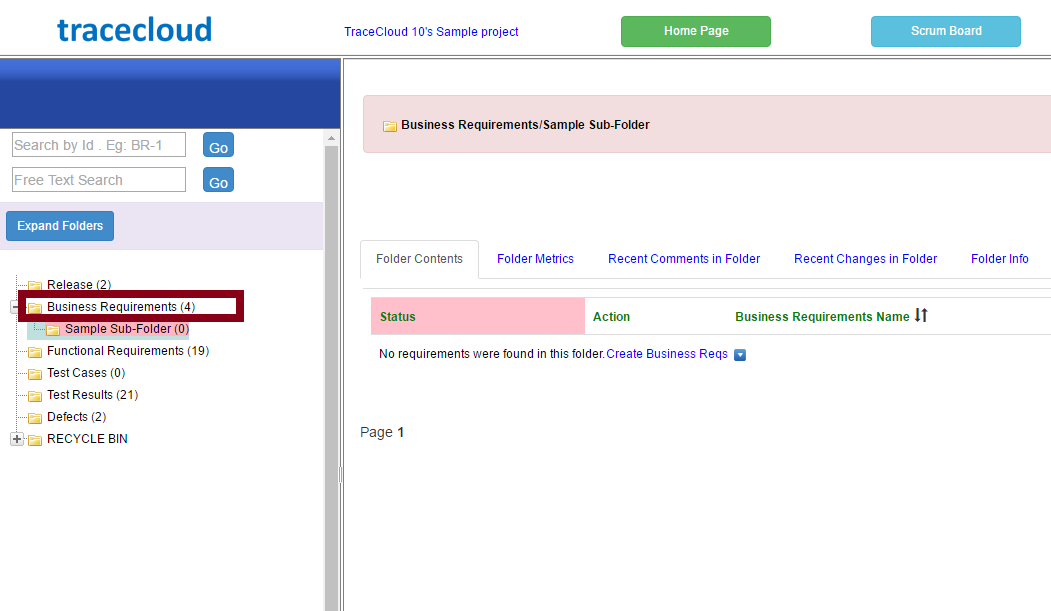 tracecloud
TraceCloud 10's Sample project
Home Page
Scrum Board
Search by Id . Eg: BR-1
Go
Free Text Search
Go
Expand Folders
Release (2)
Business Requirements (4)
Sample Sub-Folder (0)
Functional Requirements (19)
Test Cases (0)
Test Results (21)
Defects (2)
RECYCLE BIN
Business Requirements/Sample Sub-Folder
Folder Contents
Folder Metrics
Recent Comments in Folder
Recent Changes in Folder
Folder Info
Status
Action
Business Requirements Name
No requirements were found in this folder.Create Business Reqs
Page 1